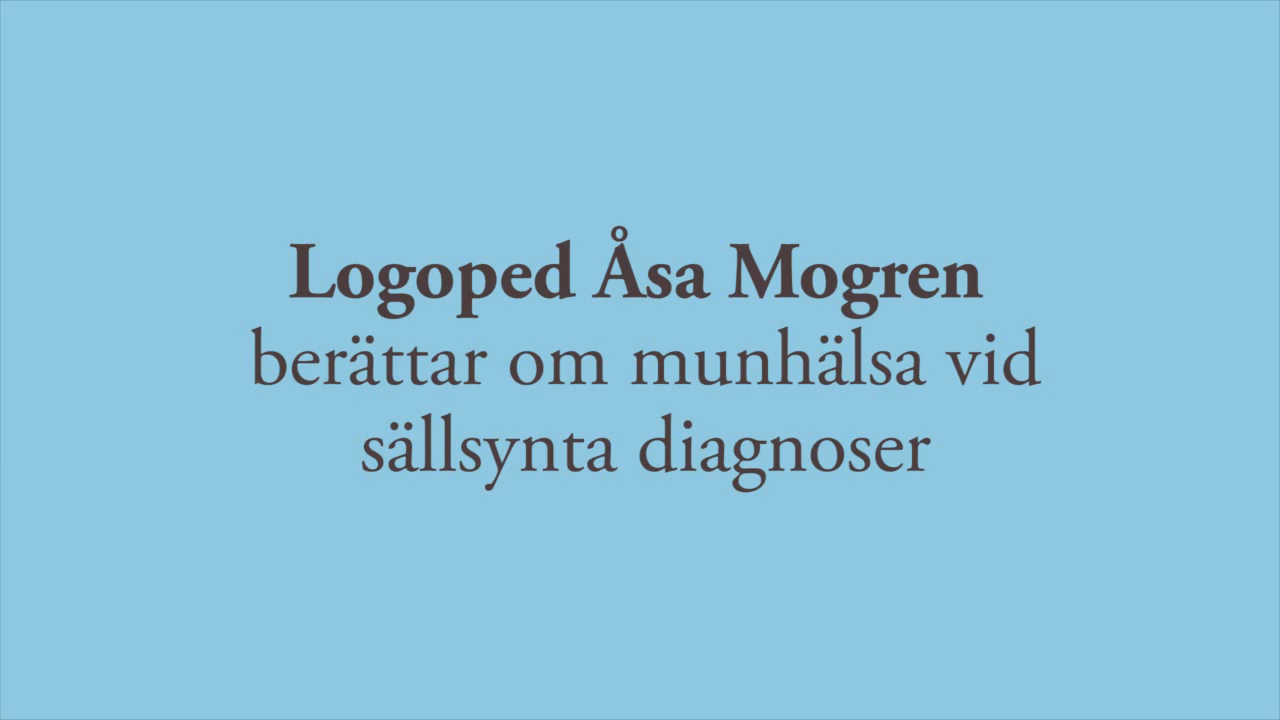 Logoped Åsa Mogren
berättar om munhälsa vid
sällsynta diagnoser